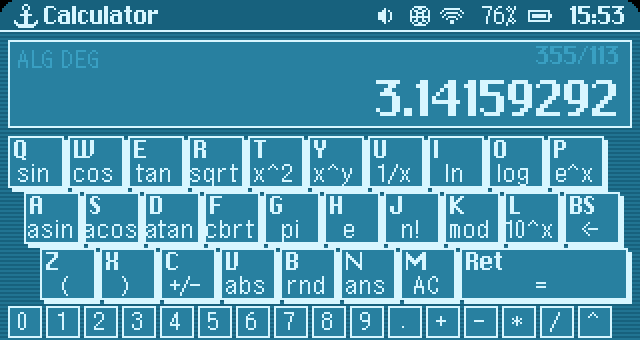 Calculator 76% 15:53
ALG DEG 355/113
3.14159292
Q W E R T Y U I O P
sin cos tan sqrt x^2 x^y 1/x ln log e^x
A S D F G H J K L BS
asin acos atan cbrt pi e n! mod 10^x ←
Z X C V B N M Ret
( ) +/- abs rnd ans AC =
0 1 2 3 4 5 6 7 8 9 . + - * / ^